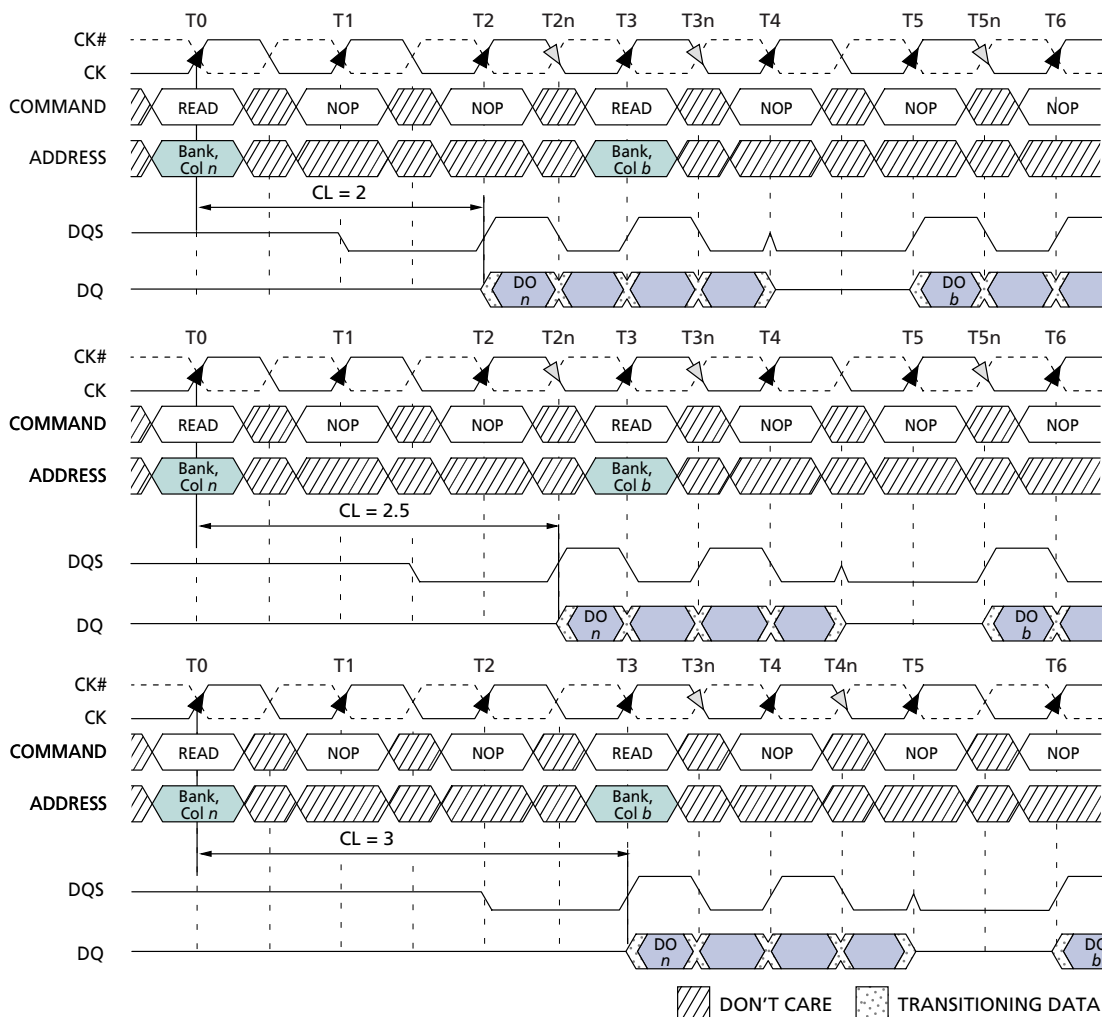 T0 T1 T2 T2n T3 T3n T4 T5 T5n T6
CK#
CK
COMMAND READ NOP NOP READ NOP NOP NOP
ADDRESS Bank, Col n Bank, Col b
CL = 2
DQS
DQ DO n DO b
T0 T1 T2 T2n T3 T3n T4 T5 T5n T6
CK#
CK
COMMAND READ NOP NOP READ NOP NOP NOP
ADDRESS Bank, Col n Bank, Col b
CL = 2.5
DQS
DQ DO n DO b
T0 T1 T2 T3 T3n T4 T4n T5 T6
CK#
CK
COMMAND READ NOP NOP READ NOP NOP NOP
ADDRESS Bank, Col n Bank, Col b
CL = 3
DQS
DQ DO n DO b
DON'T CARE TRANSITIONING DATA